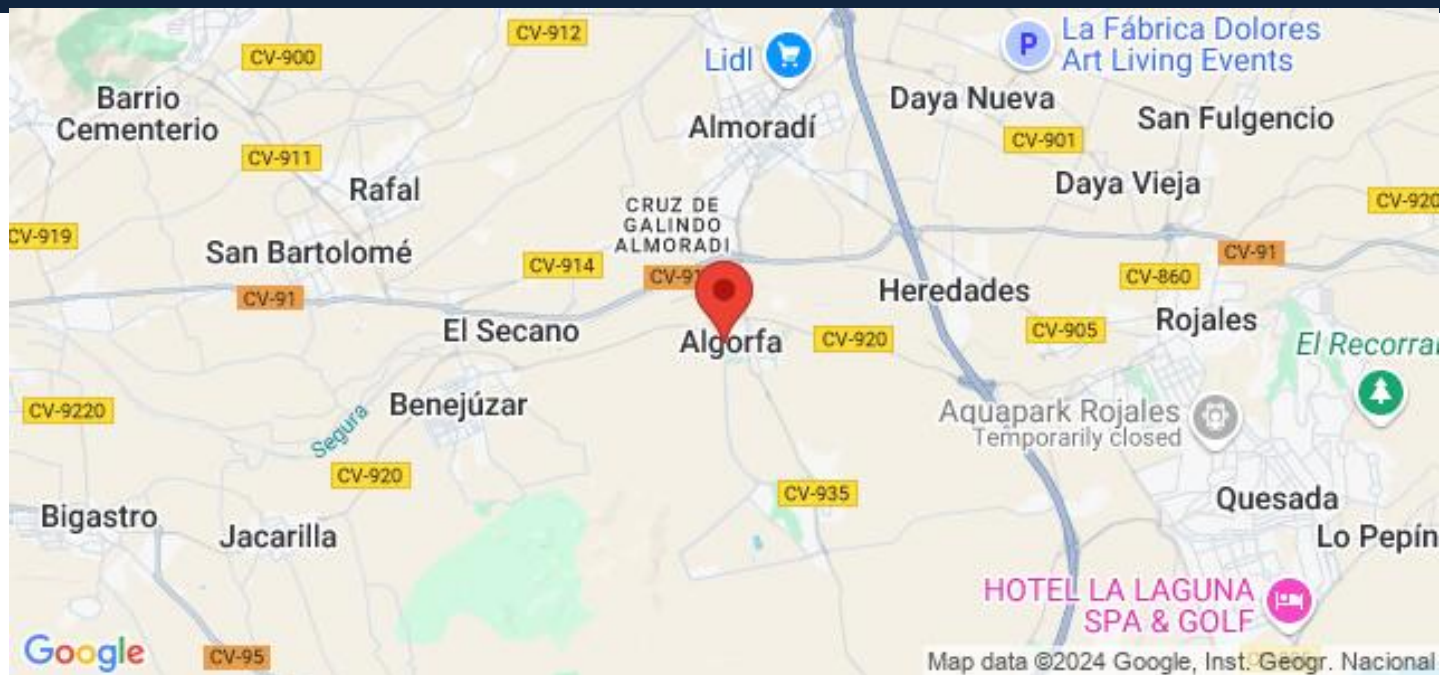 CV-912
La Fábrica Dolores
Art Living Events
P
CV-900
Lidl
Barrio
Cementerio
Daya Nueva
San Fulgencio
Almoradí
CV-901
CV-911
Rafal
Daya Vieja
CV-920
CRUZ DE
GALINDO
ALMORADI
CV-919
San Bartolomé
CV-914
CV-91
CV-91
CV-860
CV-91
Heredades
El Secano
Algorfa
CV-920
CV-905
Rojales
El Recorral
CV-9220
Segura
Benejúzar
Aquapark Rojales
Temporarily closed
CV-920
CV-935
Quesada
Bigastro
Jacarilla
Lo Pepín
HOTEL LA LAGUNA
SPA & GOLF
Google
CV-95
Map data ©2024 Google, Inst. Geogr. Nacional